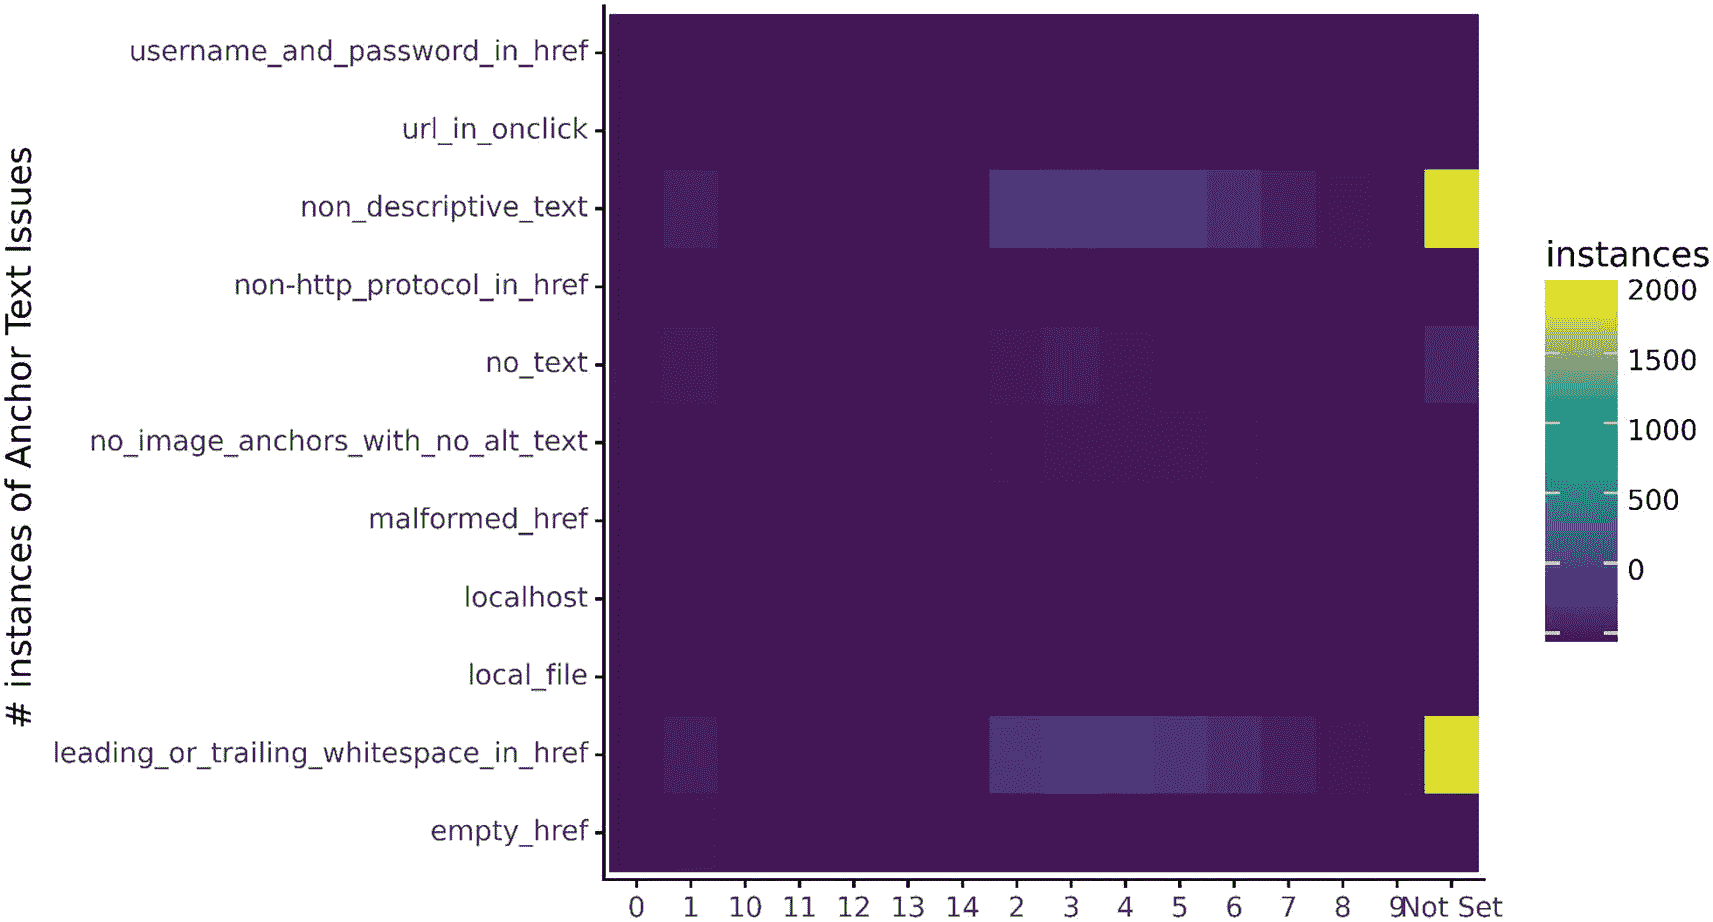 # instances of Anchor Text Issues
username_and_password_in_href
url_in_onclick
non_descriptive_text
non-http_protocol_in_href
no_text
no_image_anchors_with_no_alt_text
malformed_href
localhost
local_file
leading_or_trailing_whitespace_in_href
empty_href
0 1 10 11 12 13 14 2 3 4 5 6 7 8 9 Not Set
instances
2000
1500
1000
500
0